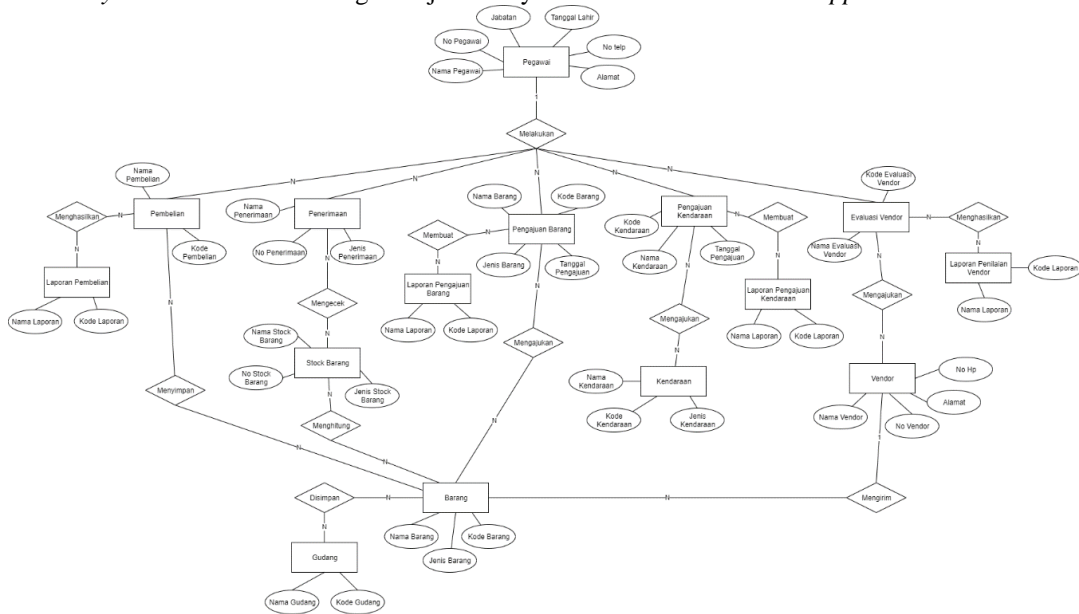 Jabatan
Tanggal Lahir
No Pegawai
No telp
Pegawai
Nama Pegawai
Alamat
1
Melakukan
N
N
N
N
N
Nama
Pembelian
Kode Evaluasi
Vendor
Nama Barang
Kode Barang
Menghasilkan
N
Pembelian
Nama
Penerimaan
Penerimaan
Pengajuan
Kendaraan
Kode
Kendaraan
Membuat
Evaluasi Vendor
N
Menghasilkan
Membuat
N
Pengajuan Barang
N
Kode
Pembelian
No Penerimaan
Jenis
Penerimaan
Jenis Barang
Tanggal
Pengajuan
Nama
Kendaraan
Tanggal
Pengajuan
Nama Evaluasi
Vendor
N
N
N
N
N
N
N
N
Laporan Pembelian
Laporan Pengajuan
Barang
Laporan Pengajuan
Kendaraan
Laporan Penilaian
Vendor
Kode Laporan
Nama Laporan
Kode Laporan
Mengecek
Nama Laporan
Kode Laporan
Mengajukan
Nama Laporan
Kode Laporan
Mengajukan
Nama Laporan
N
N
Mengajukan
N
N
Nama Stock
Barang
Stock Barang
No Stock
Barang
Jenis Stock
Barang
Menyimpan
Nama
Kendaraan
Kendaraan
Kode
Kendaraan
Jenis
Kendaraan
Vendor
No Hp
Alamat
Nama Vendor
No Vendor
N
Menghitung
N
1
N
N
Disimpan
N
Barang
N
Mengirim
N
Nama Barang
Kode Barang
Jenis Barang
Gudang
Nama Gudang
Kode Gudang